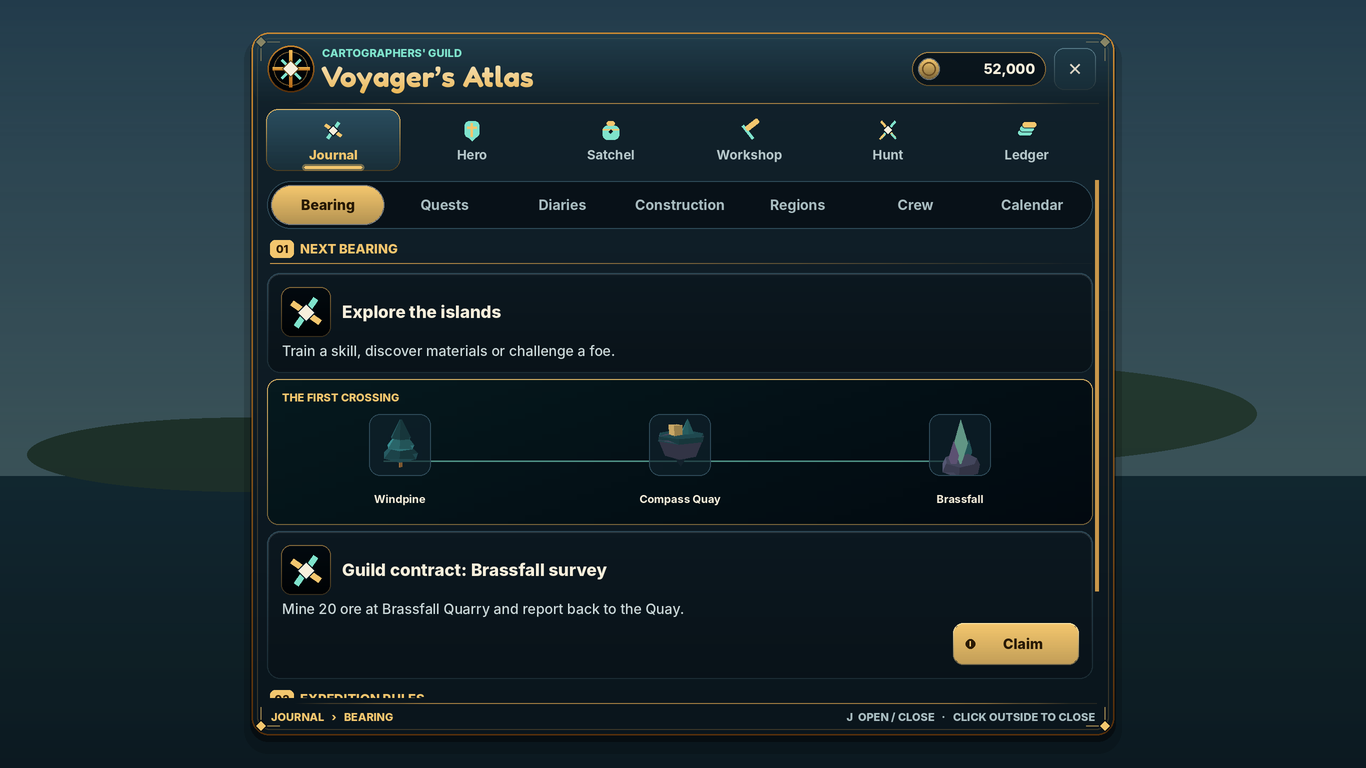 CARTOGRAPHERS' GUILD
Voyager’s Atlas
52,000
Journal
Hero
Satchel
Workshop
Hunt
Ledger
Bearing
Quests
Diaries
Construction
Regions
Crew
Calendar
01 NEXT BEARING
Explore the islands
Train a skill, discover materials or challenge a foe.
THE FIRST CROSSING
Windpine
Compass Quay
Brassfall
Guild contract: Brassfall survey
Mine 20 ore at Brassfall Quarry and report back to the Quay.
Claim
02 EXPEDITION RULES
JOURNAL › BEARING
J OPEN / CLOSE · CLICK OUTSIDE TO CLOSE